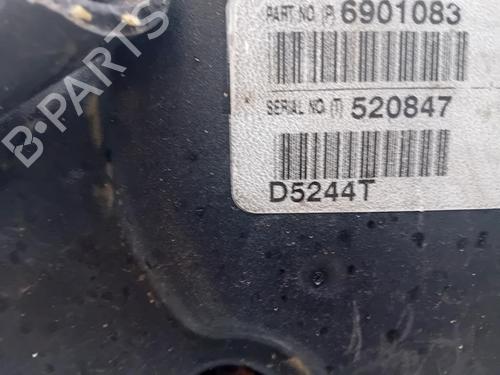 PART NO. (P) 6901083
SERIAL NO. (T) 520847
D5244T
B-PARTS